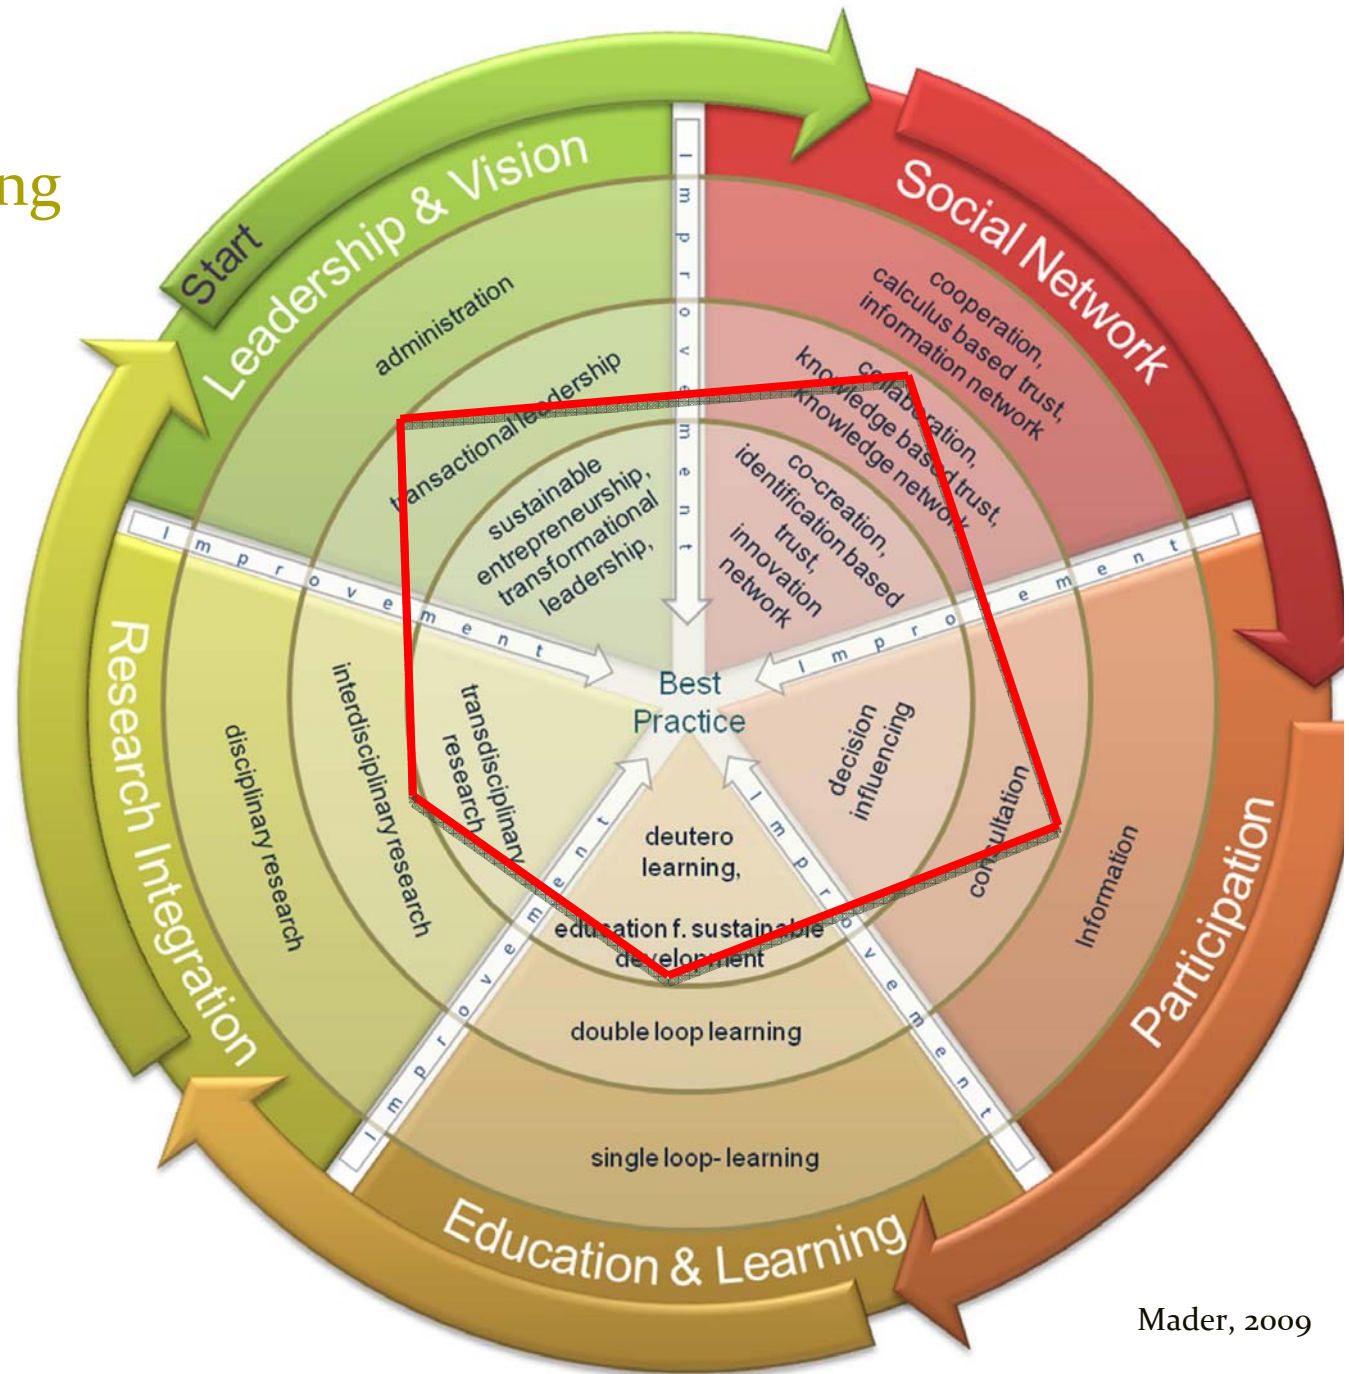 ng
Start
Leadership & Vision
administration
transactional leadership
sustainable
entrepreneurship,
transformational
leadership,
Improvement
Social Network
cooperation,
calculus based trust,
information network
collaboration,
knowledge based trust,
knowledge network
co-creation,
identification based
trust,
innovation
network
Improvement
Participation
Information
consultation
decision
influencing
Improvement
Education & Learning
single loop- learning
double loop learning
deutero
learning,
education f. sustainable
development
Improvement
Research Integration
disciplinary research
interdisciplinary research
transdisciplinary
research
Improvement
Best
Practice
Mader, 2009